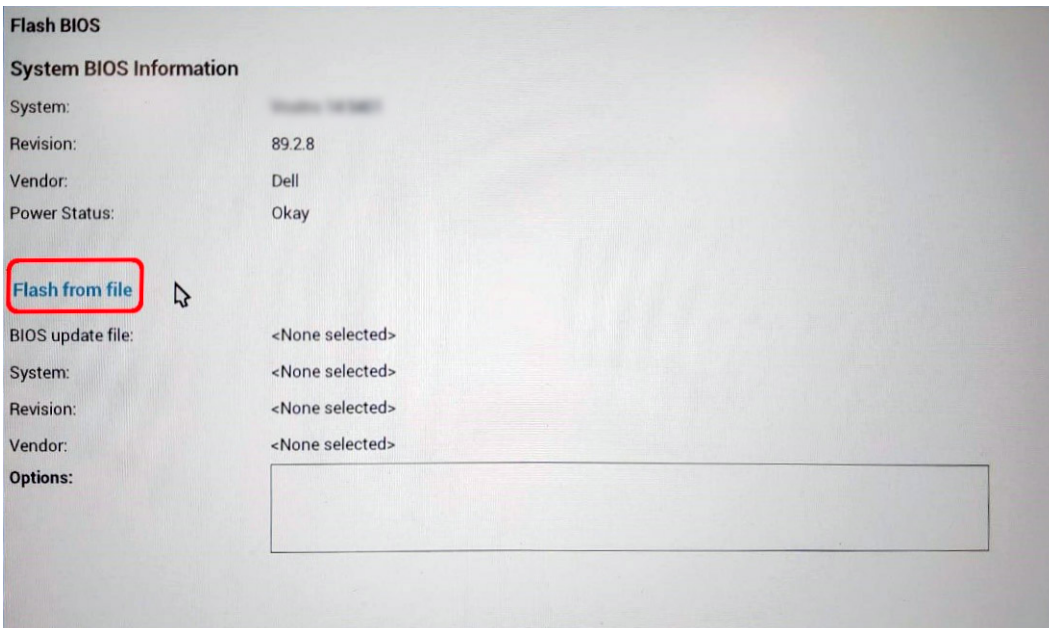 Flash BIOS
System BIOS Information
System:
Revision: 89.2.8
Vendor: Dell
Power Status: Okay
Flash from file
BIOS update file: <None selected>
System: <None selected>
Revision: <None selected>
Vendor: <None selected>
Options: